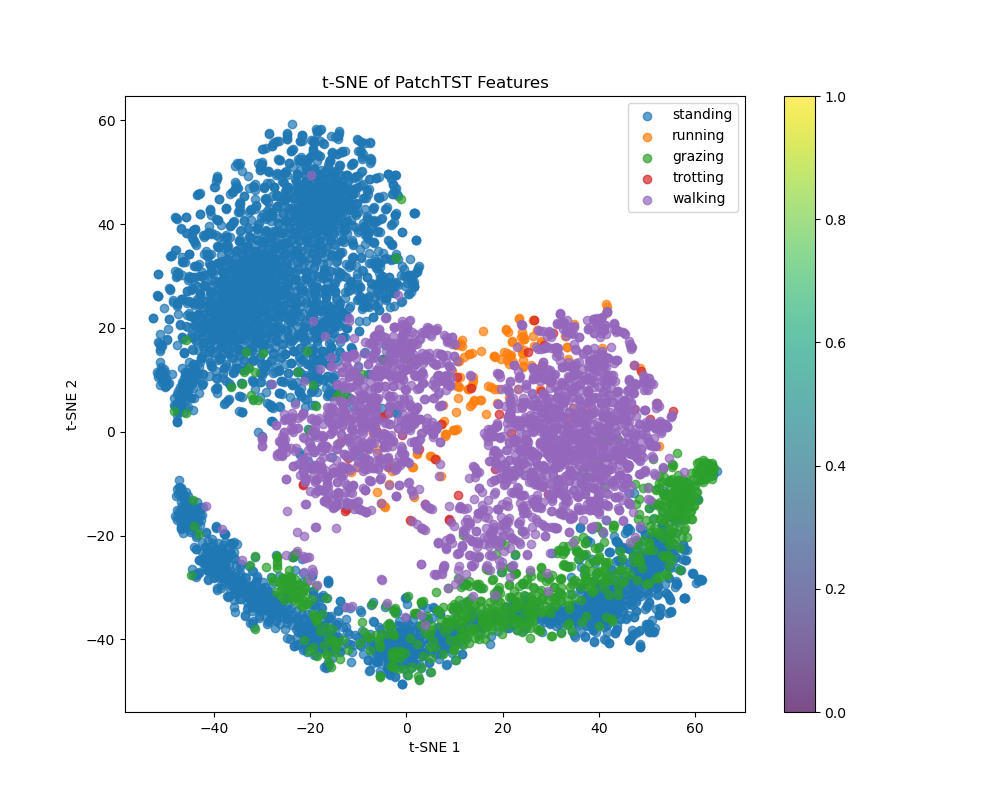 t-SNE of PatchTST Features
standing
running
grazing
trotting
walking
60
40
20
0
−20
−40
t-SNE 2
−40
−20
0
20
40
60
t-SNE 1
1.0
0.8
0.6
0.4
0.2
0.0